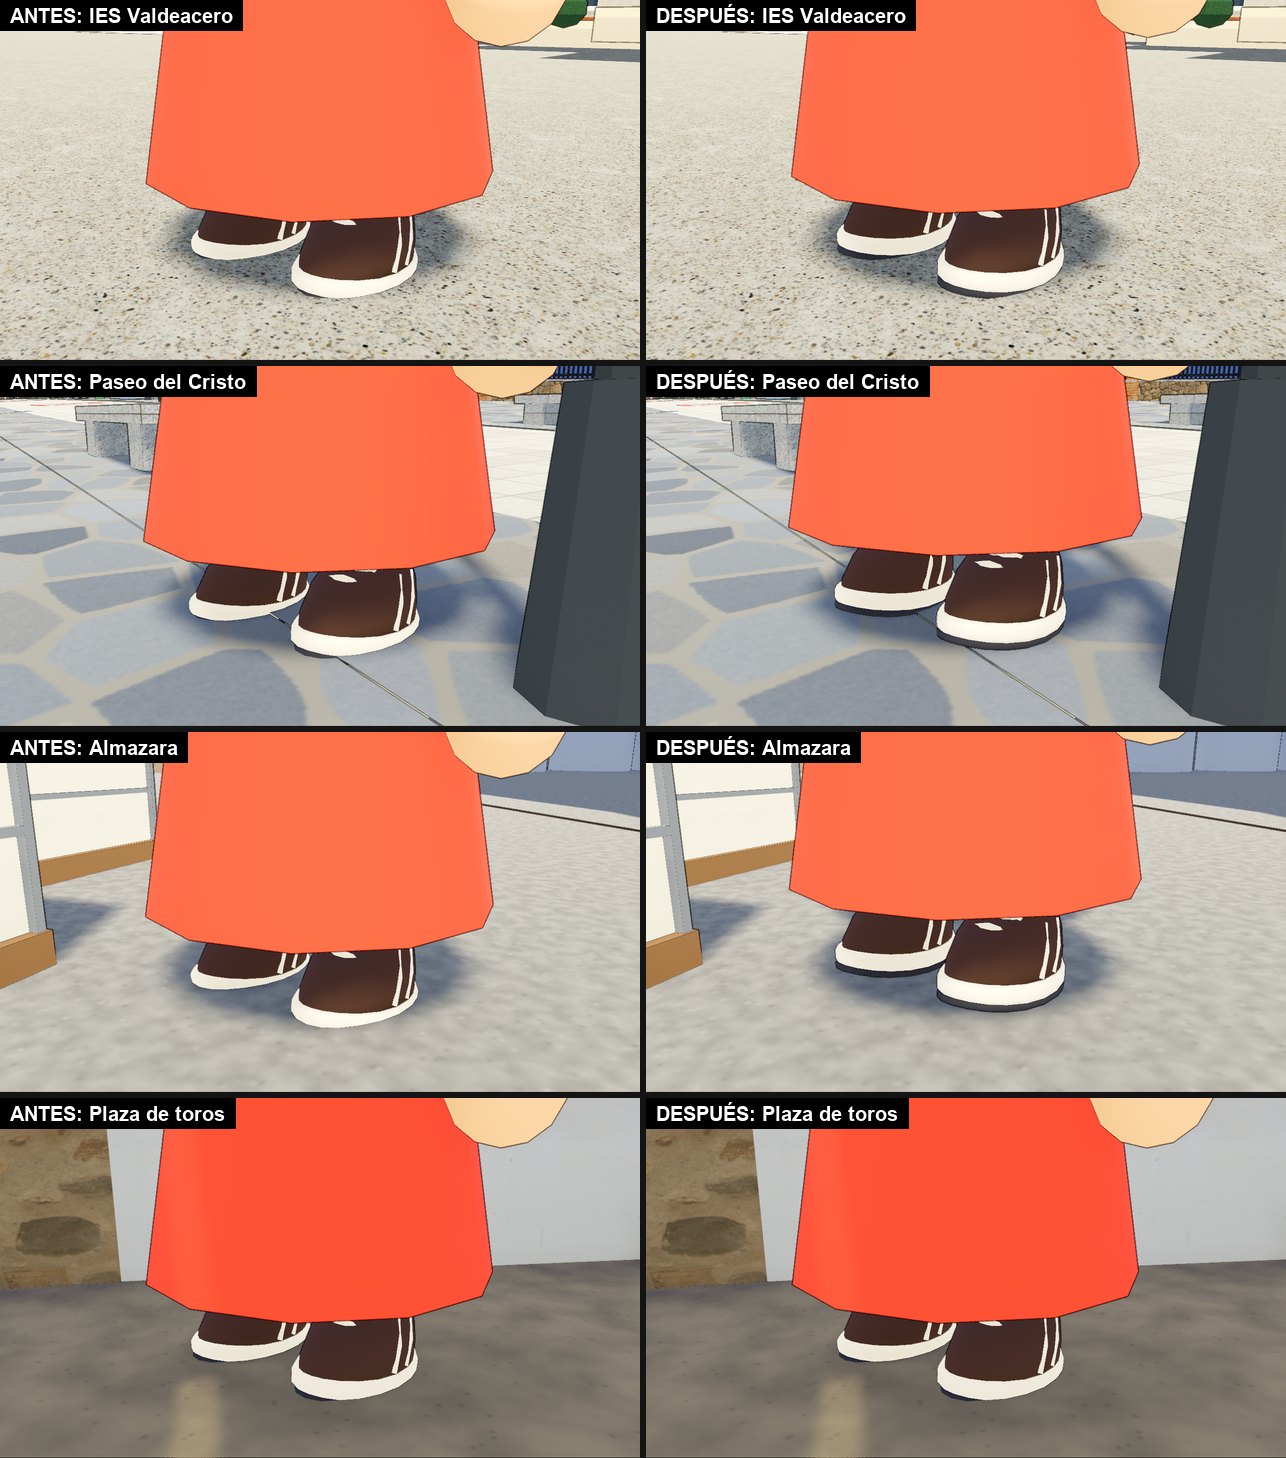 ANTES: IES Valdeacero
DESPUÉS: IES Valdeacero
ANTES: Paseo del Cristo
DESPUÉS: Paseo del Cristo
ANTES: Almazara
DESPUÉS: Almazara
ANTES: Plaza de toros
DESPUÉS: Plaza de toros